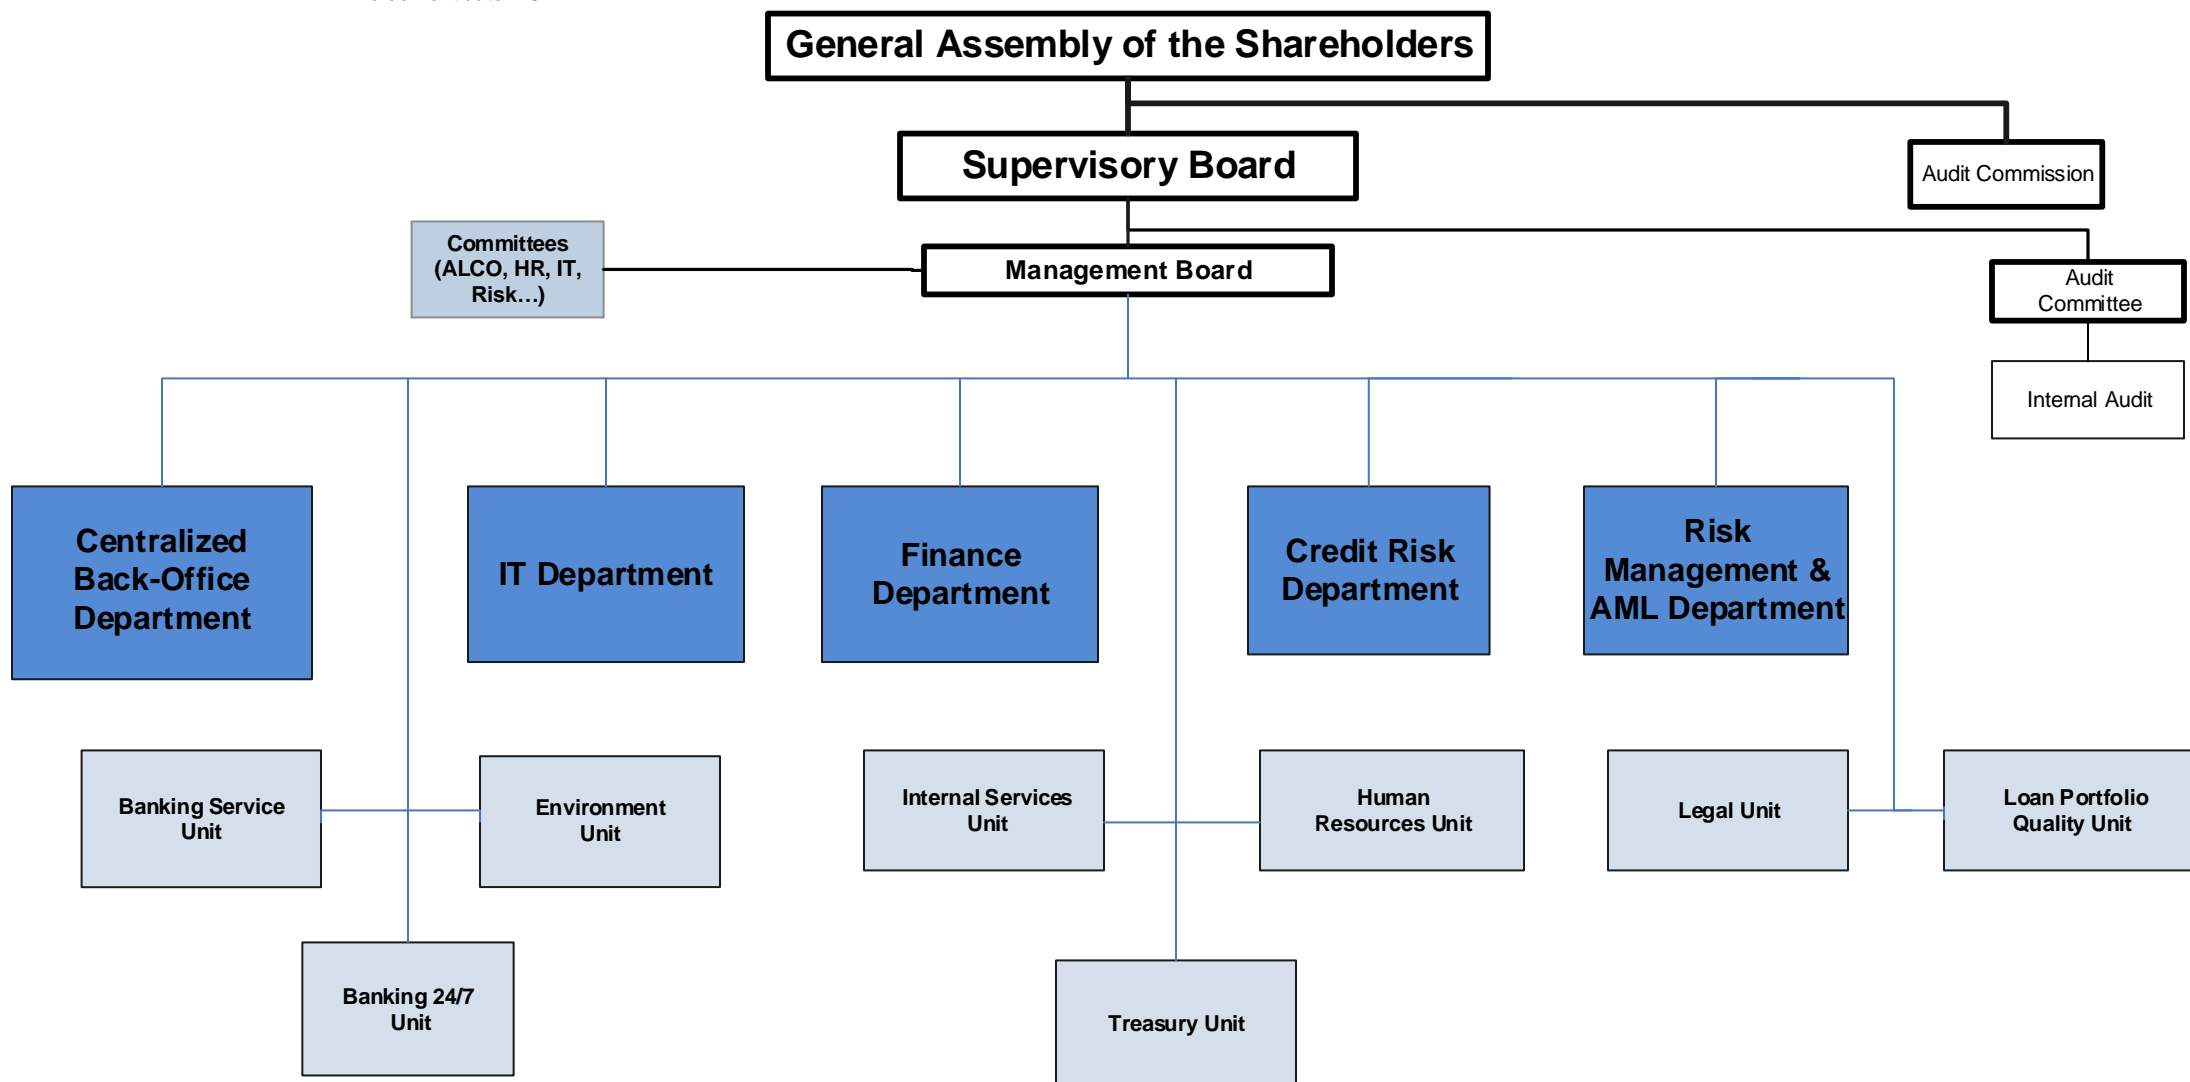 General Assembly of the Shareholders
Supervisory Board
Audit Commission
Committees
(ALCO, HR, IT,
Risk…)
Management Board
Audit
Committee
Internal Audit
Centralized
Back-Office
Department
IT Department
Finance
Department
Credit Risk
Department
Risk
Management &
AML Department
Banking Service
Unit
Environment
Unit
Internal Services
Unit
Human
Resources Unit
Legal Unit
Loan Portfolio
Quality Unit
Banking 24/7
Unit
Treasury Unit